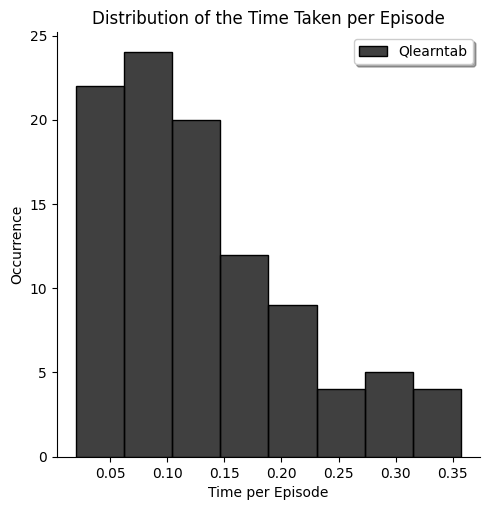 Distribution of the Time Taken per Episode
Qlearntab
25
20
15
10
5
0
Occurrence
0.05 0.10 0.15 0.20 0.25 0.30 0.35
Time per Episode